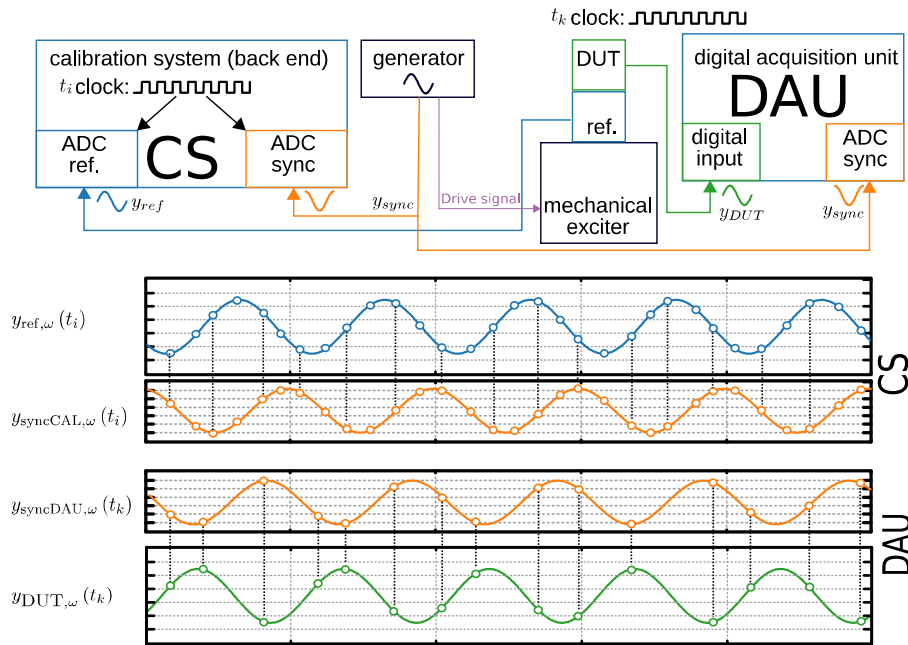 t_k clock:
calibration system (back end)
t_i clock:
ADC
ref.
CS
ADC
sync
generator
DUT
ref.
mechanical
exciter
digital acquisition unit
DAU
digital
input
ADC
sync
y_ref
y_sync
Drive signal
y_DUT
y_sync
y_ref,ω (t_i)
y_syncCAL,ω (t_i)
CS
y_syncDAU,ω (t_k)
y_DUT,ω (t_k)
DAU